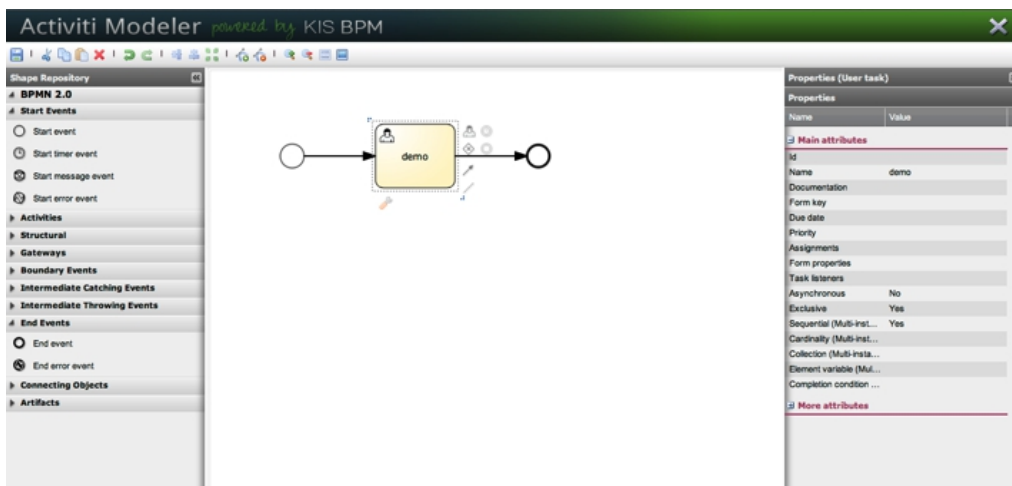 Activiti Modeler powered by KIS BPM
Shape Repository
BPMN 2.0
Start Events
Start event
Start timer event
Start message event
Start error event
Activities
Structural
Gateways
Boundary Events
Intermediate Catching Events
Intermediate Throwing Events
End Events
End event
End error event
Connecting Objects
Artifacts
demo
Properties (User task)
Properties
Name Value
Main attributes
Id
Name demo
Documentation
Form key
Due date
Priority
Assignments
Form properties
Task listeners
Asynchronous No
Exclusive Yes
Sequential (Multi-inst... Yes
Cardinality (Multi-inst...
Collection (Multi-insta...
Element variable (Mul...
Completion condition ...
More attributes